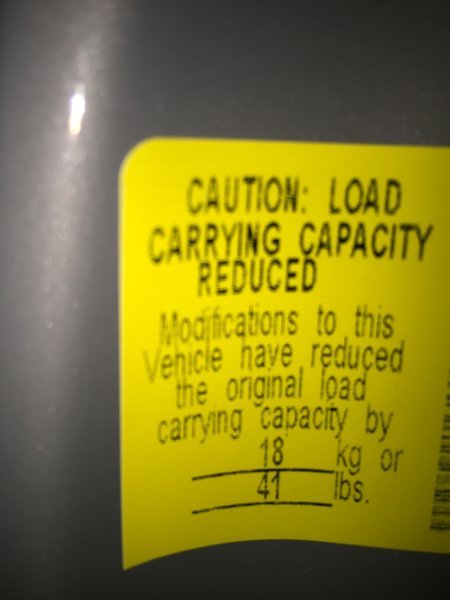 CAUTION: LOAD
CARRYING CAPACITY
REDUCED
Modifications to this
Vehicle have reduced
the original load
carrying capacity by
18 kg or
41 lbs.